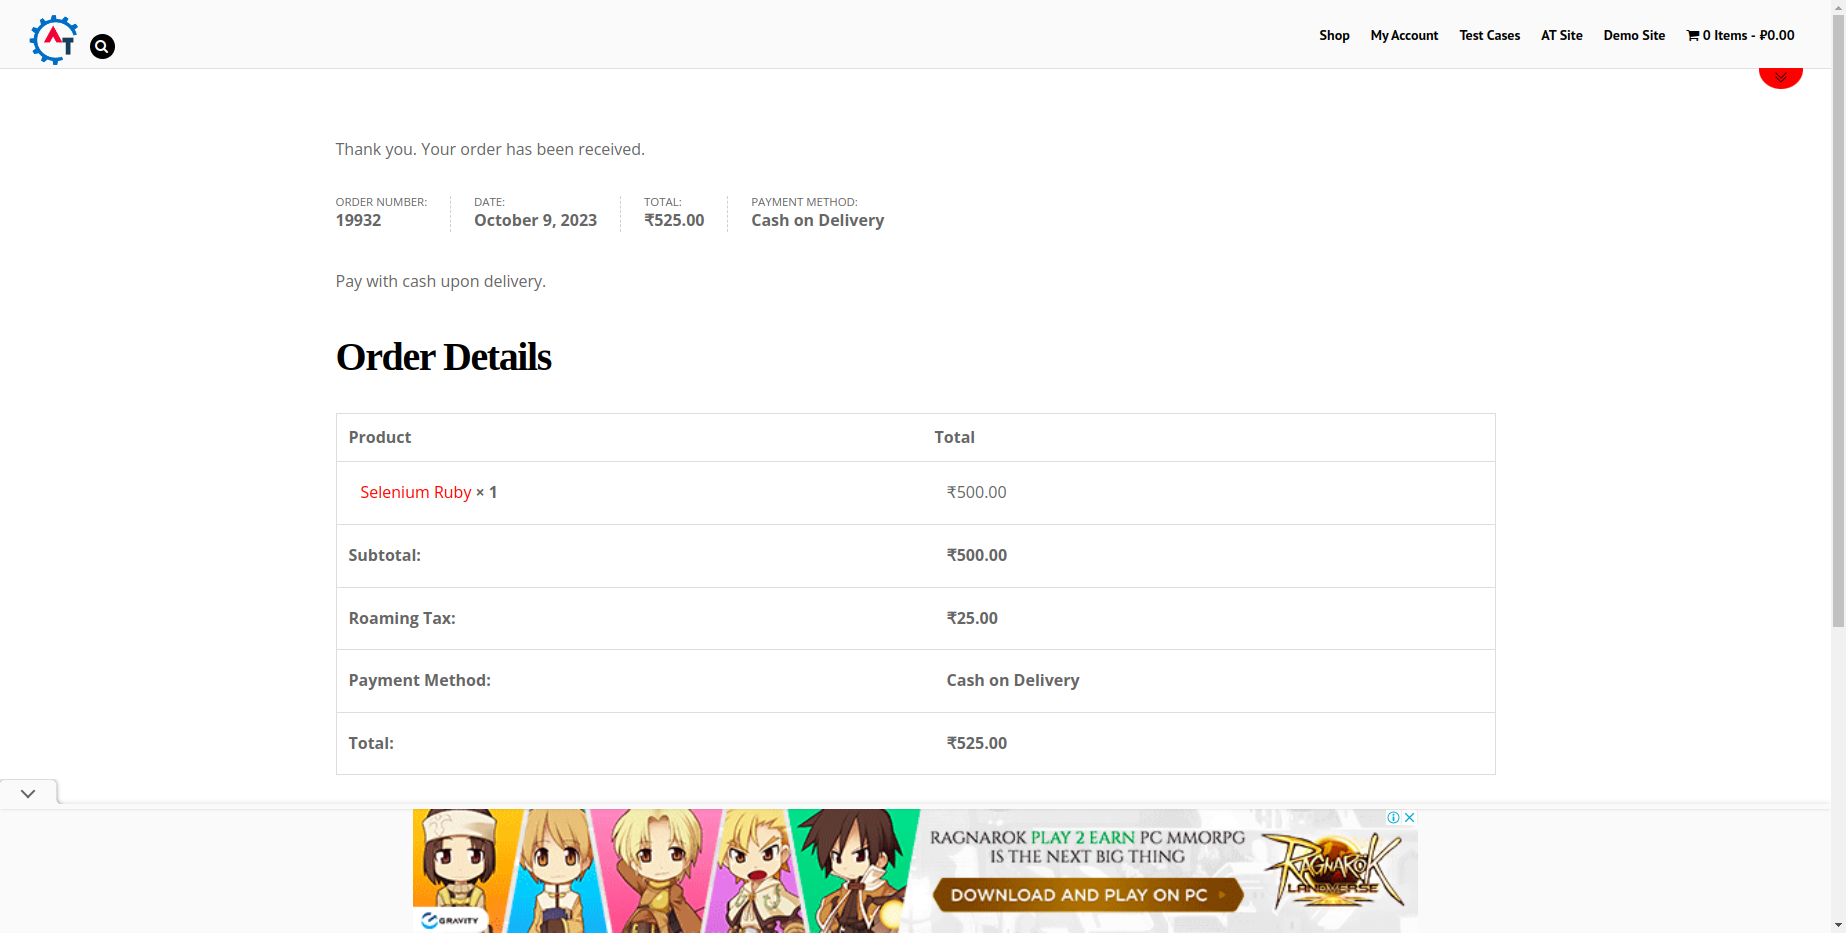 AT
Shop My Account Test Cases AT Site Demo Site 0 Items - ₽0.00
Thank you. Your order has been received.
ORDER NUMBER: DATE: TOTAL: PAYMENT METHOD:
19932 October 9, 2023 ₹525.00 Cash on Delivery
Pay with cash upon delivery.
Order Details
Product Total
Selenium Ruby × 1 ₹500.00
Subtotal: ₹500.00
Roaming Tax: ₹25.00
Payment Method: Cash on Delivery
Total: ₹525.00
RAGNAROK PLAY 2 EARN PC MMORPG
IS THE NEXT BIG THING
DOWNLOAD AND PLAY ON PC
RAGNAROK
LANDVERSE
GRAVITY